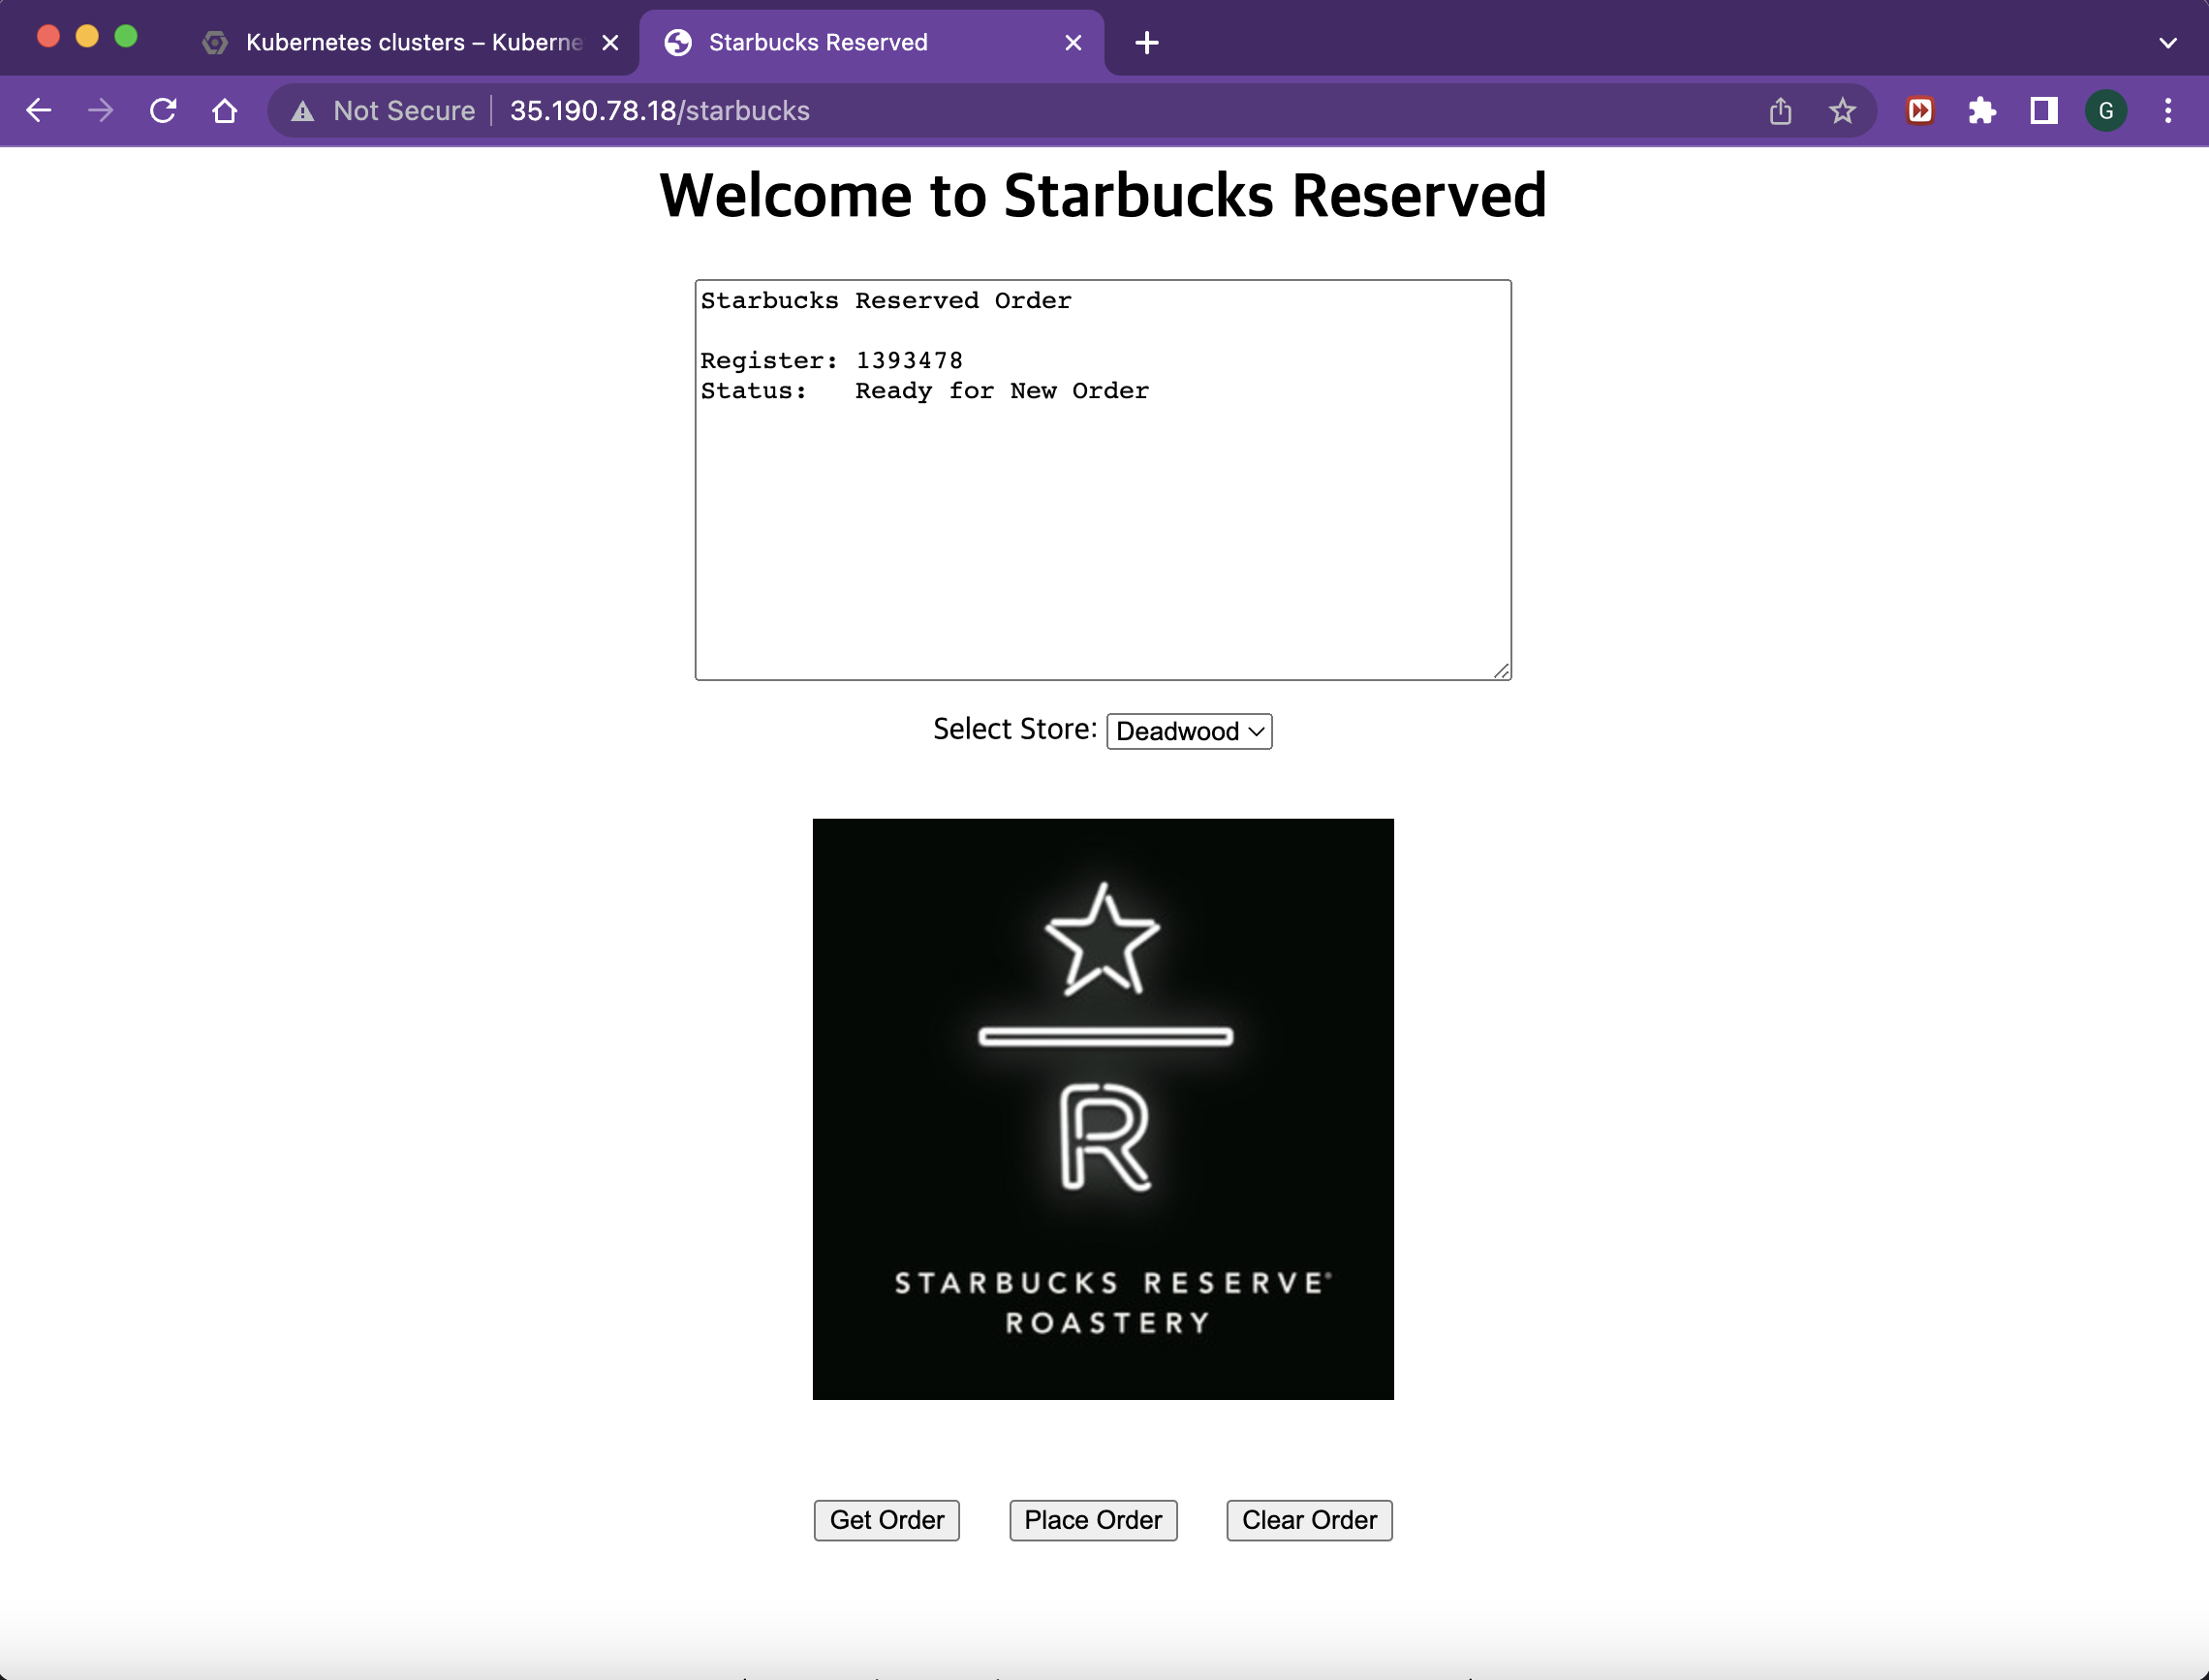 Kubernetes clusters – Kuberne
Starbucks Reserved
Not Secure
35.190.78.18/starbucks
G
Welcome to Starbucks Reserved
Starbucks Reserved Order
Register: 1393478
Status:   Ready for New Order
Select Store: Deadwood
R
STARBUCKS RESERVE®
ROASTERY
Get Order
Place Order
Clear Order